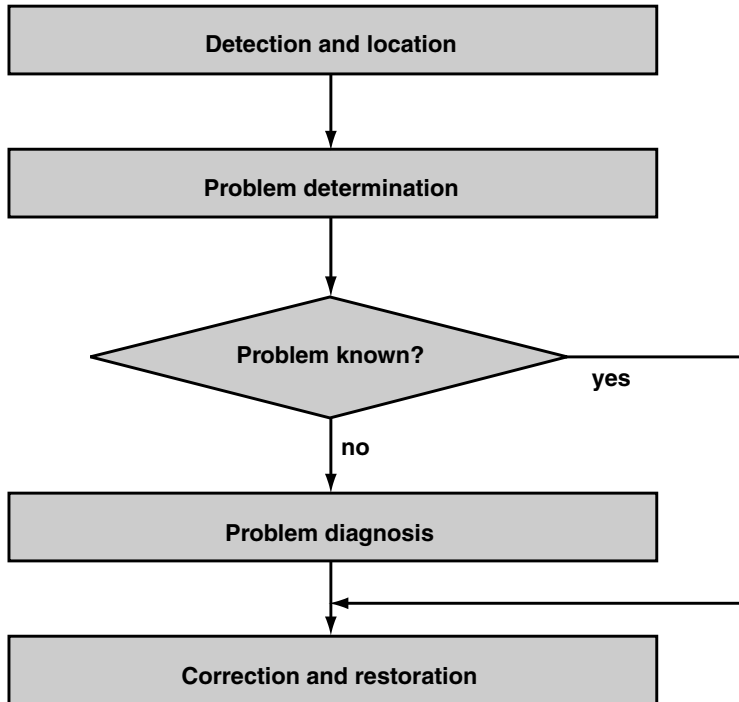 Detection and location
Problem determination
Problem known?
yes
no
Problem diagnosis
Correction and restoration